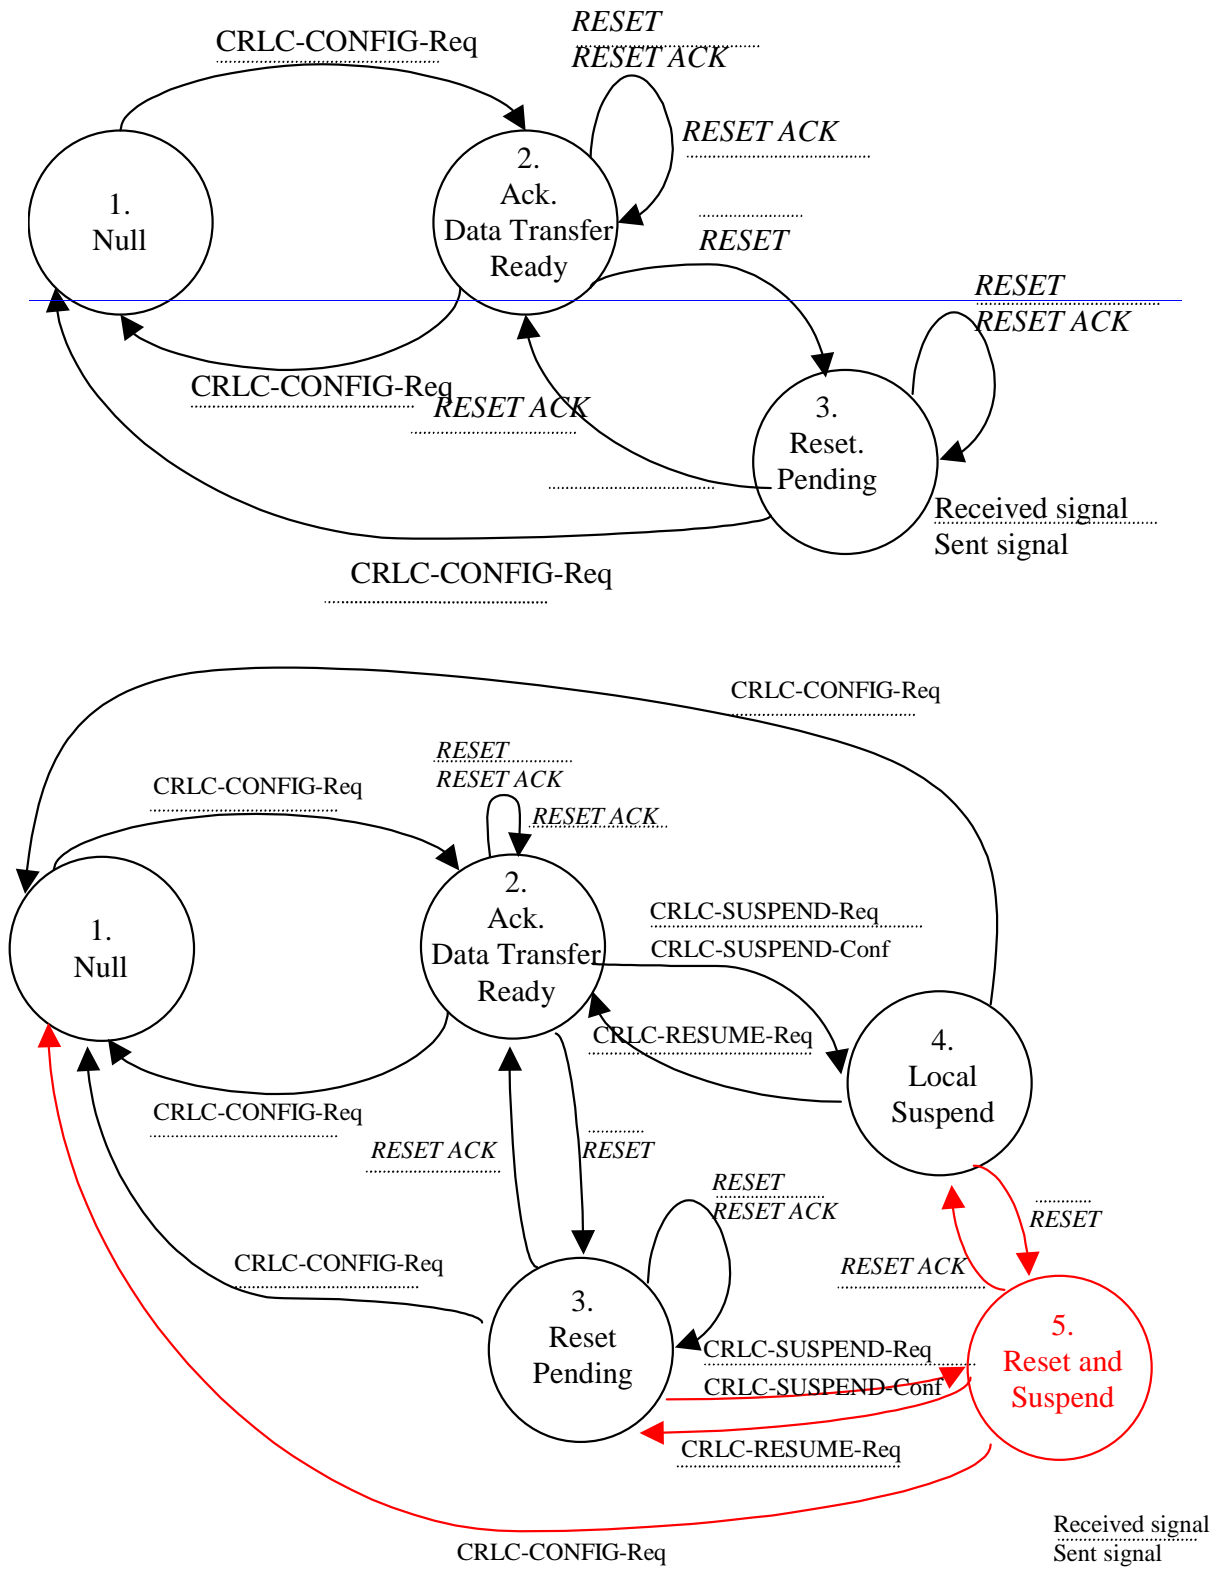 RESET
CRLC-CONFIG-Req
RESET ACK
RESET ACK
2.
Ack.
Data Transfer
Ready
1.
Null
RESET
RESET
RESET ACK
CRLC-CONFIG-Req
RESET ACK
3.
Reset.
Pending
Received signal
Sent signal
CRLC-CONFIG-Req
CRLC-CONFIG-Req
RESET
RESET ACK
CRLC-CONFIG-Req
RESET ACK
2.
Ack.
Data Transfer
Ready
1.
Null
CRLC-SUSPEND-Req
CRLC-SUSPEND-Conf
CRLC-RESUME-Req
4.
Local
Suspend
CRLC-CONFIG-Req
RESET ACK
RESET
RESET
RESET ACK
RESET
CRLC-CONFIG-Req
RESET ACK
3.
Reset
Pending
CRLC-SUSPEND-Req
CRLC-SUSPEND-Conf
5.
Reset and
Suspend
CRLC-RESUME-Req
CRLC-CONFIG-Req
Received signal
Sent signal